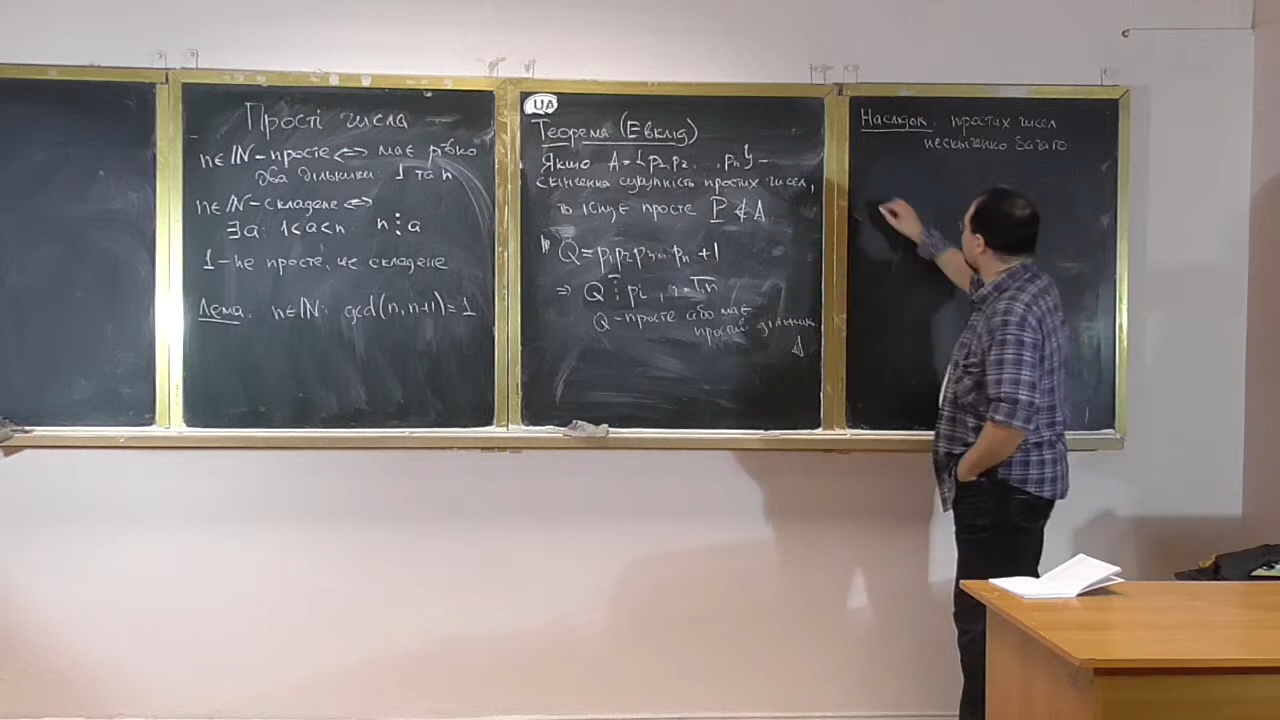 Прості числа
n∈ℕ - просте ⇔ має рівно
два дільники: 1 та n
n∈ℕ - складене ⇔
∃a: 1<a<n: n⋮a
1 - не просте, не складене
Лема: n∈ℕ: gcd(n, n+1) = 1
UA
Теорема (Евклід)
Якщо A = {p₁, p₂, ..., pₙ} -
скінченна сукупність простих чисел,
то існує просте P ∉ A
Q = p₁p₂p₃...pₙ + 1
⇒ Q ⋮̅ pᵢ, i = 1,n
Q - просте або має
простий дільник.
Наслідок: простих чисел
нескінченно багато